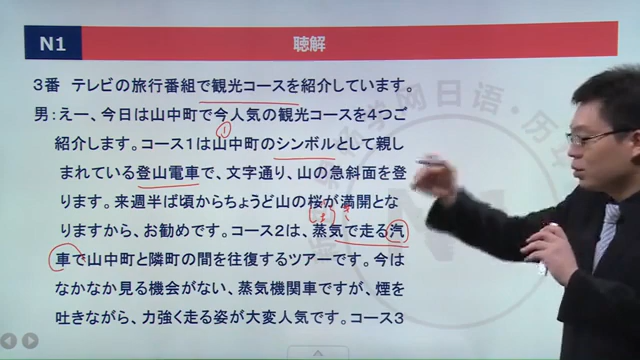 N1
聴解
3番 テレビの旅行番組で観光コースを紹介しています。
男：えー、今日は山中町で今人気の観光コースを4つご
紹介します。コース1は山中町のシンボルとして親し
まれている登山電車で、文字通り、山の急斜面を登
ります。来週半ば頃からちょうど山の桜が満開とな
りますから、お勧めです。コース2は、蒸気で走る汽
車で山中町と隣町の間を往復するツアーです。今は
なかなか見る機会がない、蒸気機関車ですが、煙を
吐きながら、力強く走る姿が大変人気です。コース3